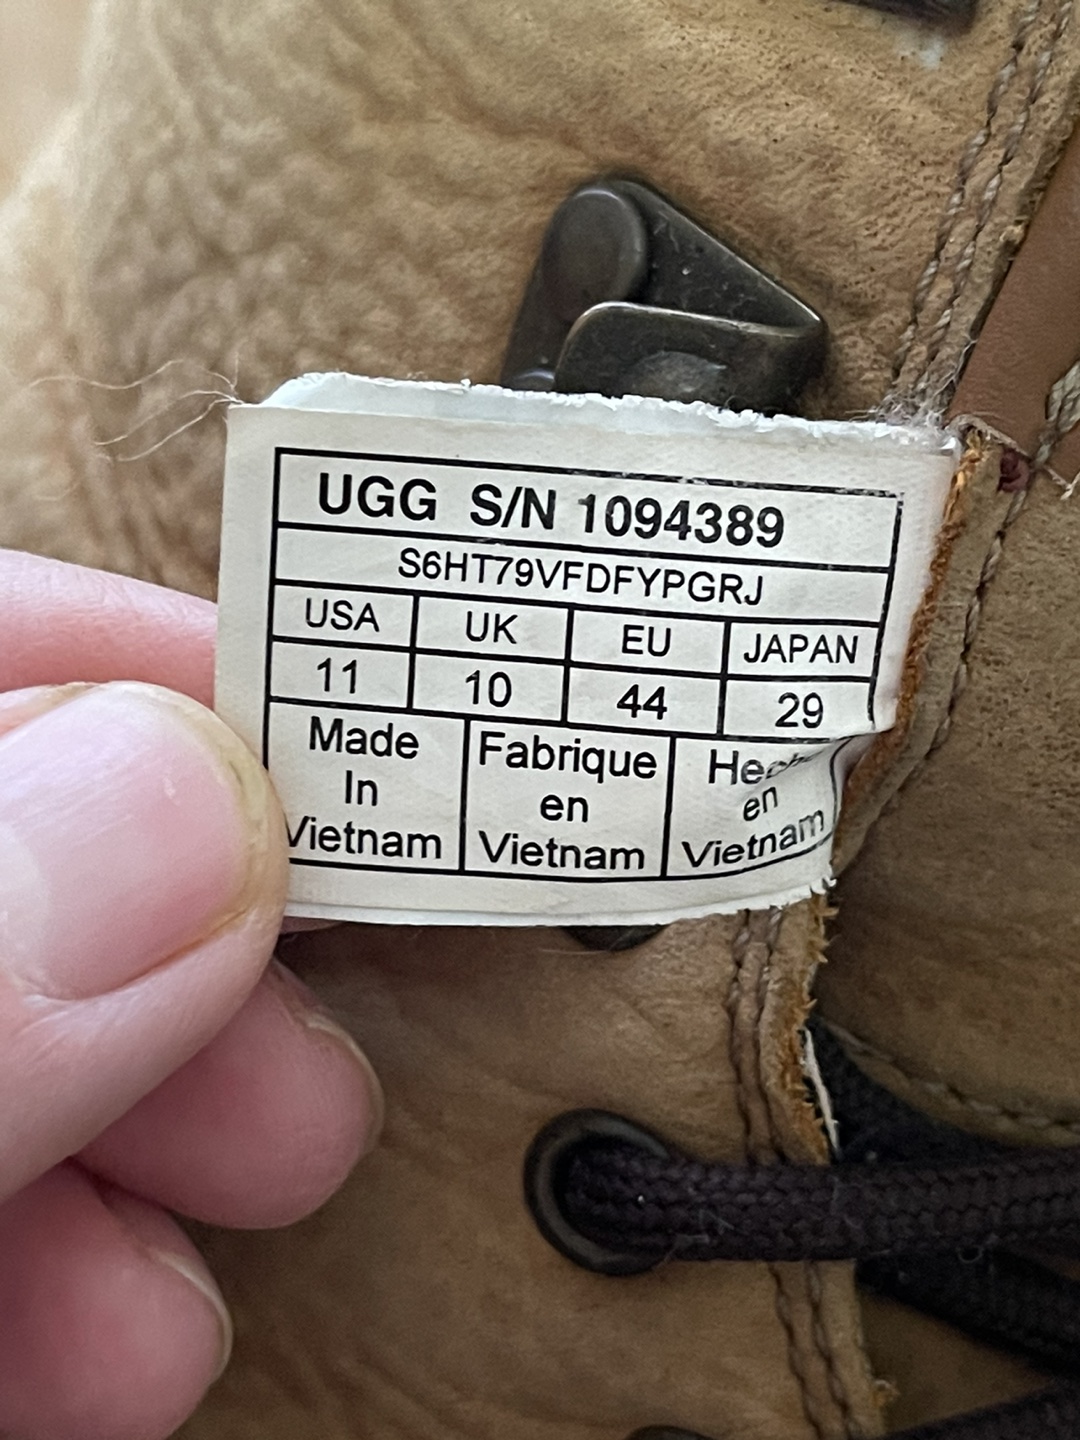 UGG S/N 1094389
S6HT79VFDFYPGRJ
USA UK EU JAPAN
11 10 44 29
Made
In
Vietnam
Fabrique
en
Vietnam
Hecho
en
Vietnam